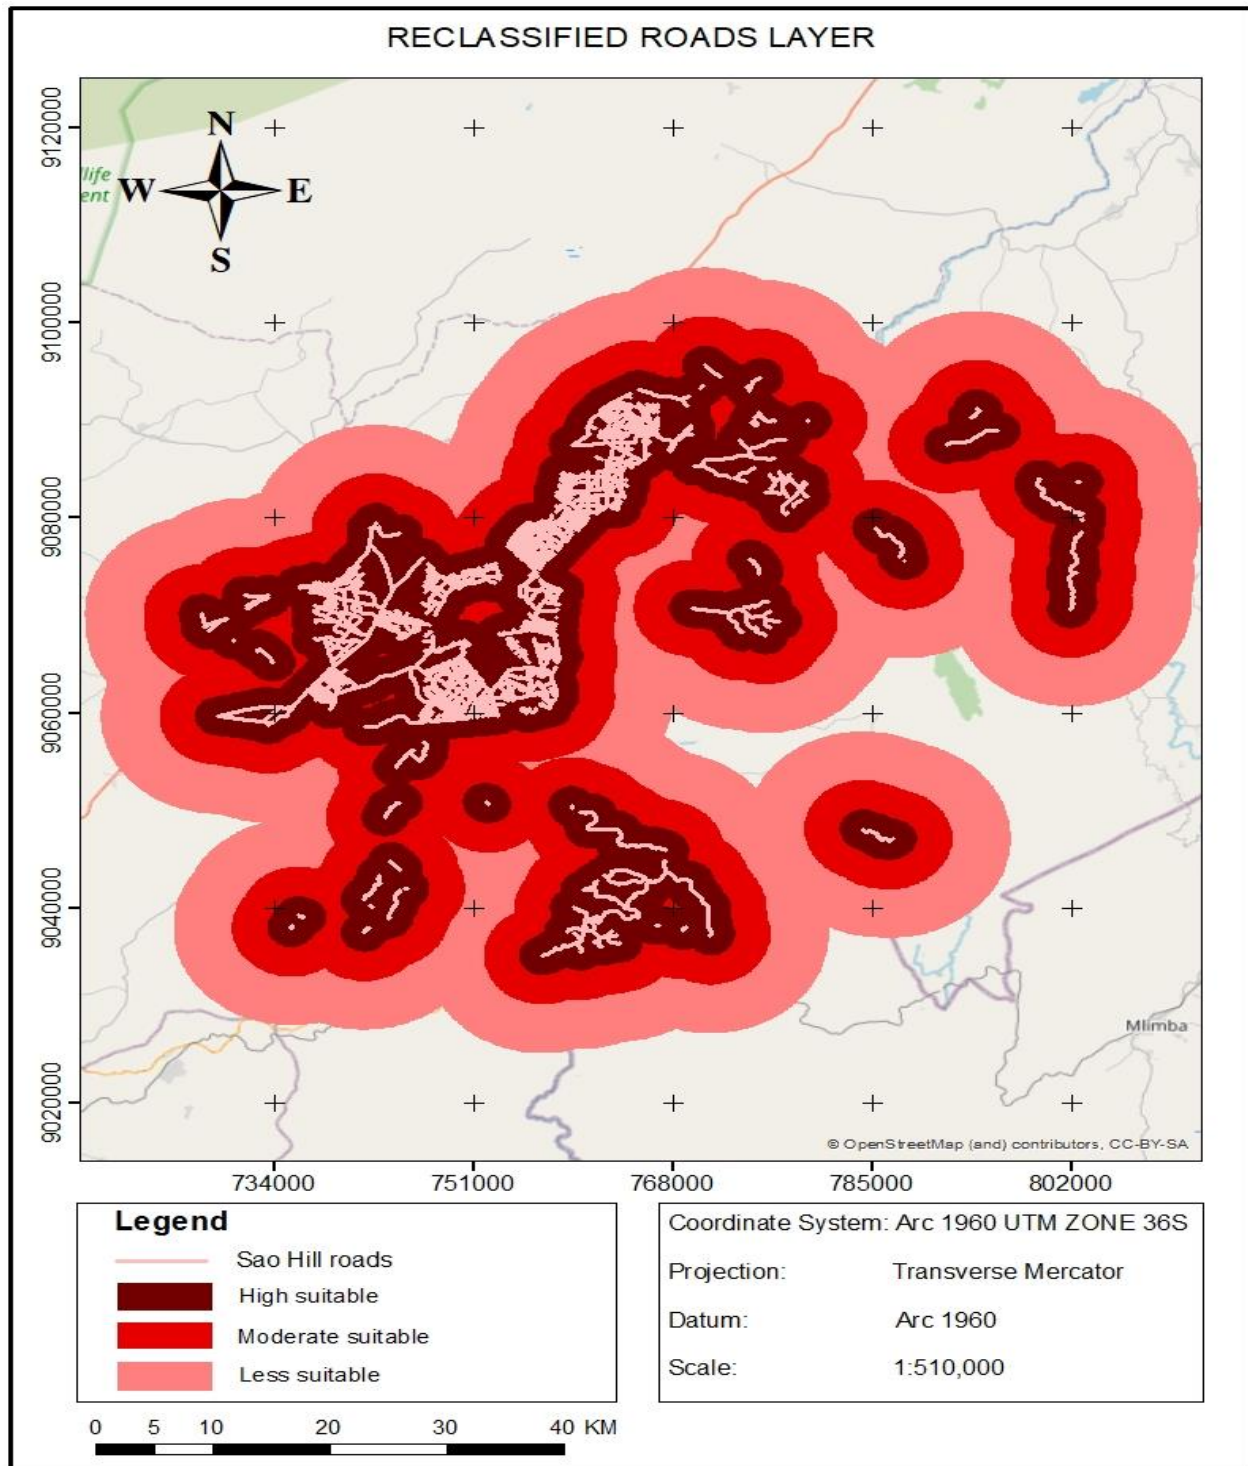 RECLASSIFIED ROADS LAYER
N
W E
S
llife
ent
9120000
9100000
9080000
9060000
9040000
9020000
Mlimba
© OpenStreetMap (and) contributors, CC-BY-SA
734000 751000 768000 785000 802000
Legend
Sao Hill roads
High suitable
Moderate suitable
Less suitable
0 5 10 20 30 40 KM
Coordinate System: Arc 1960 UTM ZONE 36S
Projection: Transverse Mercator
Datum: Arc 1960
Scale: 1:510,000